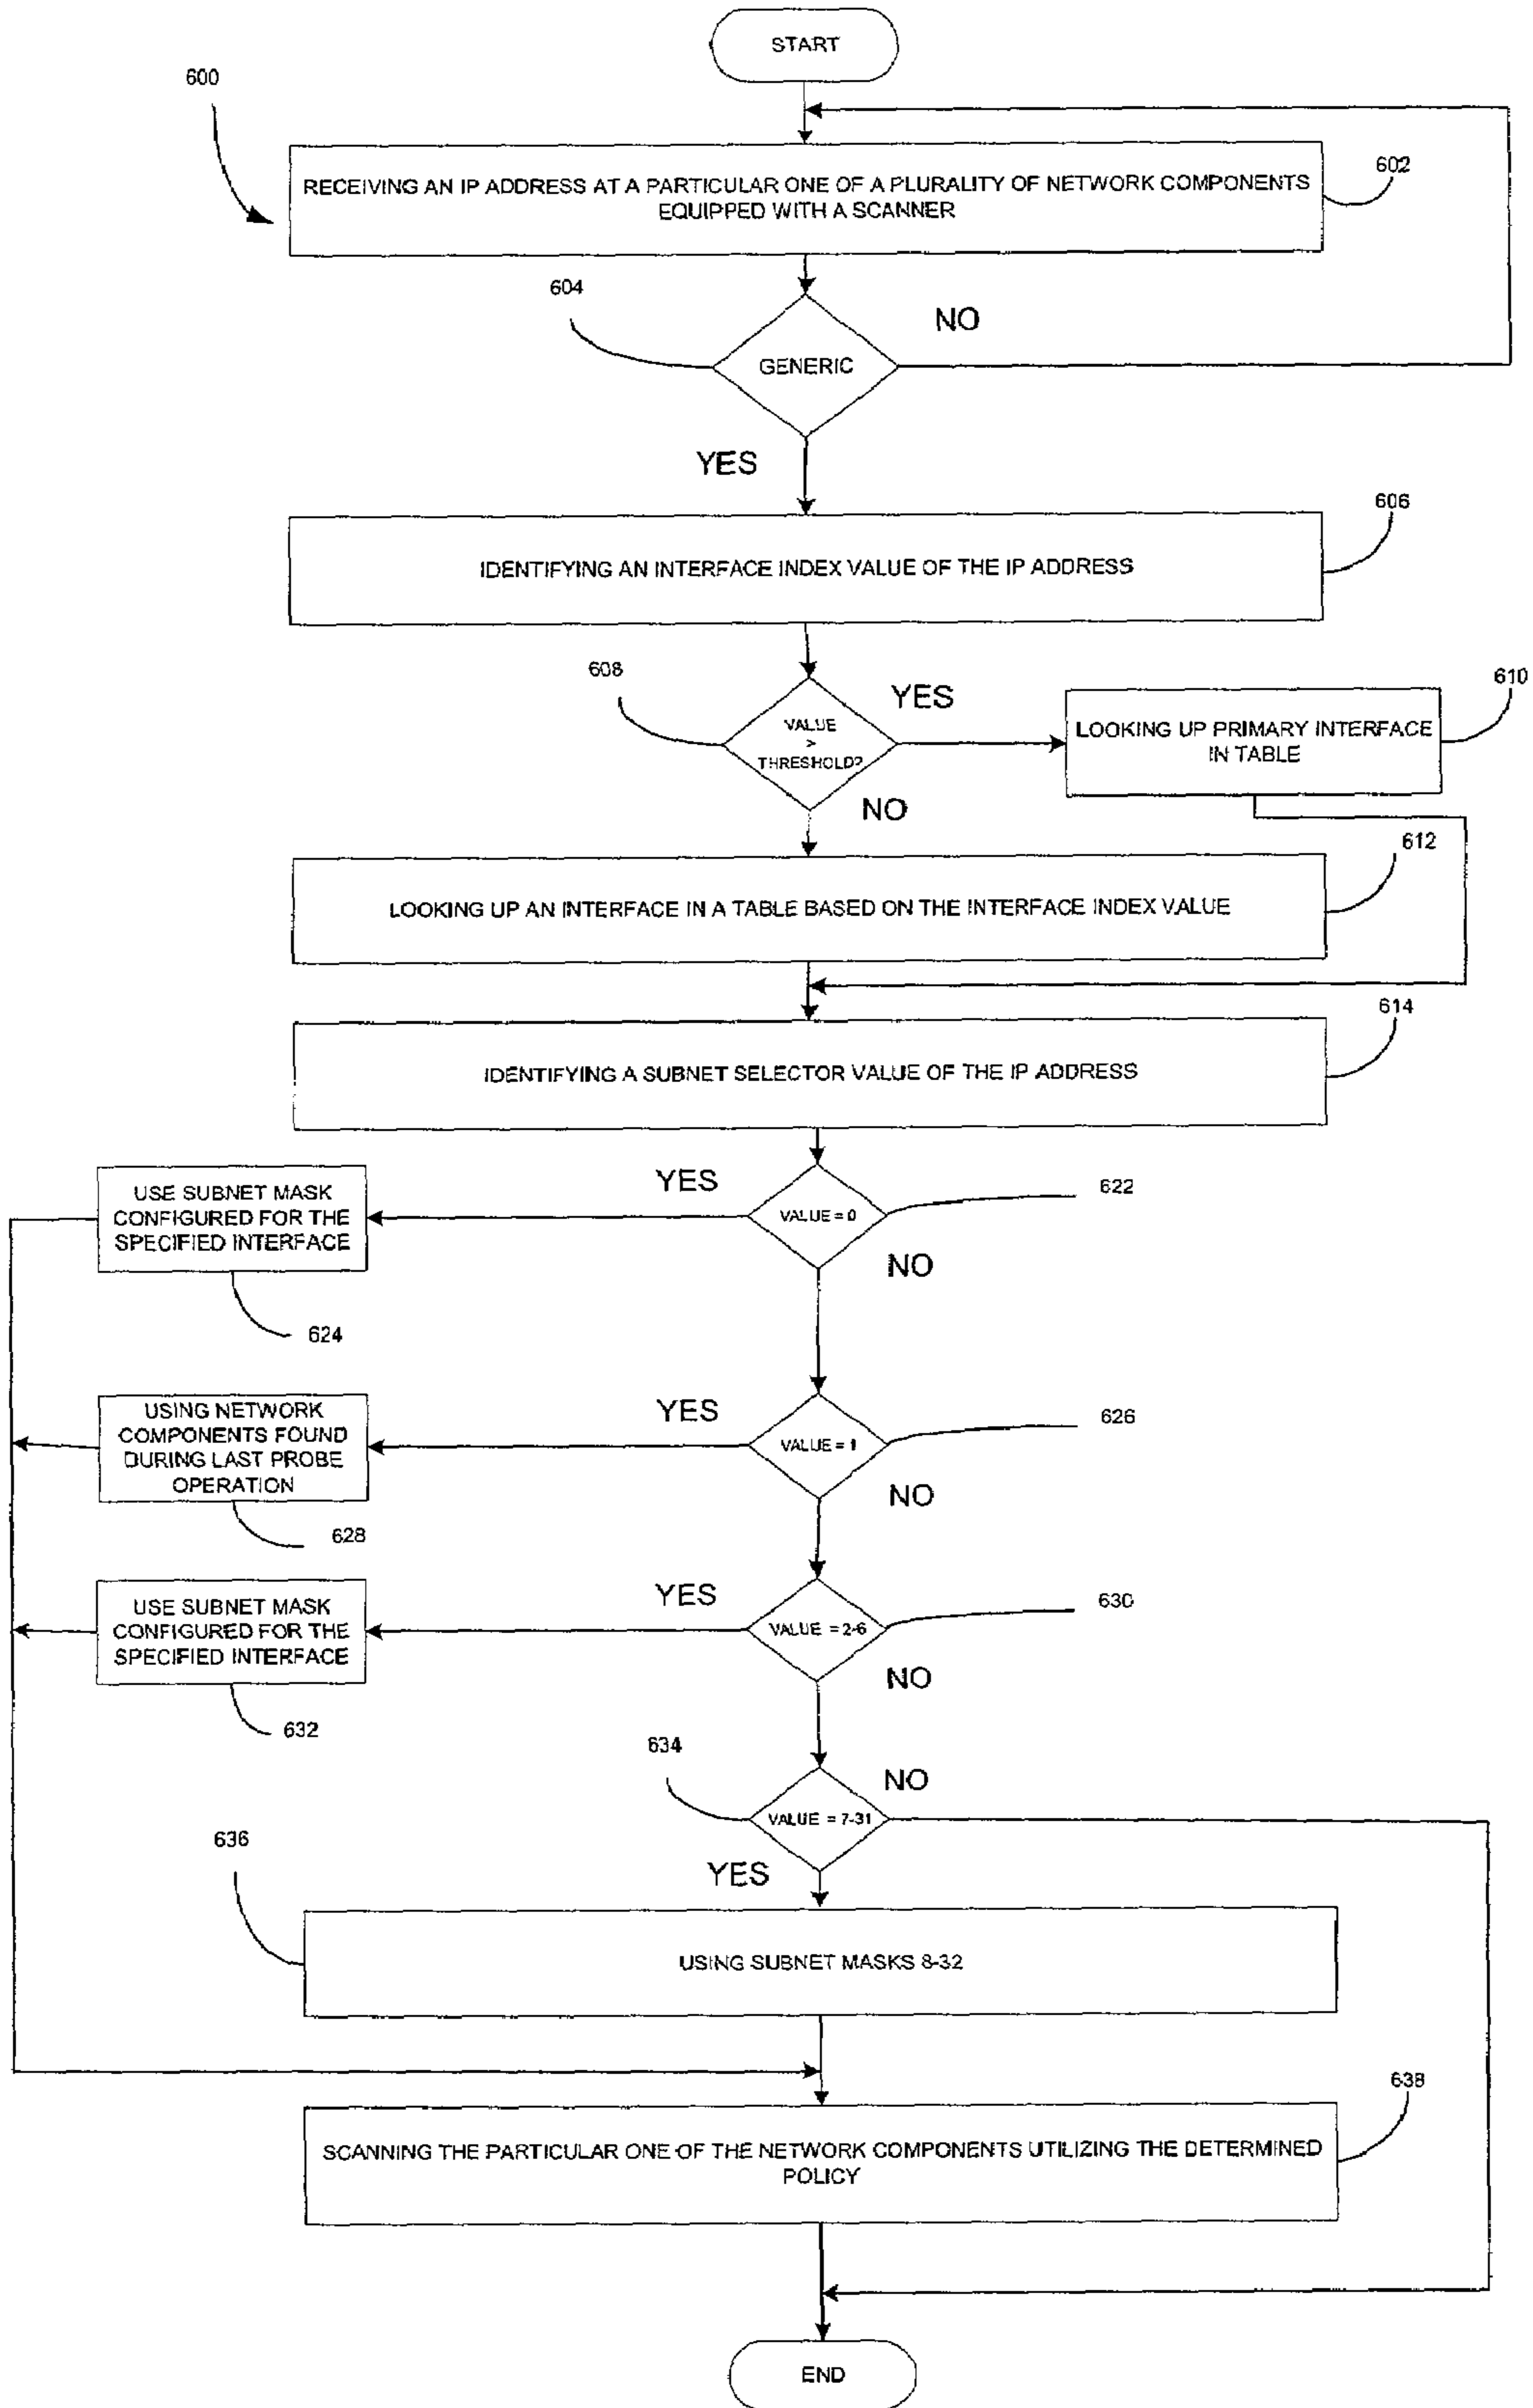 START
600
602
RECEIVING AN IP ADDRESS AT A PARTICULAR ONE OF A PLURALITY OF NETWORK COMPONENTS
EQUIPPED WITH A SCANNER
604
NO
GENERIC
YES
606
IDENTIFYING AN INTERFACE INDEX VALUE OF THE IP ADDRESS
608
YES
610
VALUE
>
THRESHOLD?
LOOKING UP PRIMARY INTERFACE
IN TABLE
NO
612
LOOKING UP AN INTERFACE IN A TABLE BASED ON THE INTERFACE INDEX VALUE
614
IDENTIFYING A SUBNET SELECTOR VALUE OF THE IP ADDRESS
YES
622
USE SUBNET MASK
CONFIGURED FOR THE
SPECIFIED INTERFACE
VALUE = 0
NO
624
YES
626
USING NETWORK
COMPONENTS FOUND
DURING LAST PROBE
OPERATION
VALUE = 1
NO
628
YES
630
USE SUBNET MASK
CONFIGURED FOR THE
SPECIFIED INTERFACE
VALUE = 2-6
NO
632
634
NO
VALUE = 7-31
636
YES
USING SUBNET MASKS 8-32
638
SCANNING THE PARTICULAR ONE OF THE NETWORK COMPONENTS UTILIZING THE DETERMINED
POLICY
END